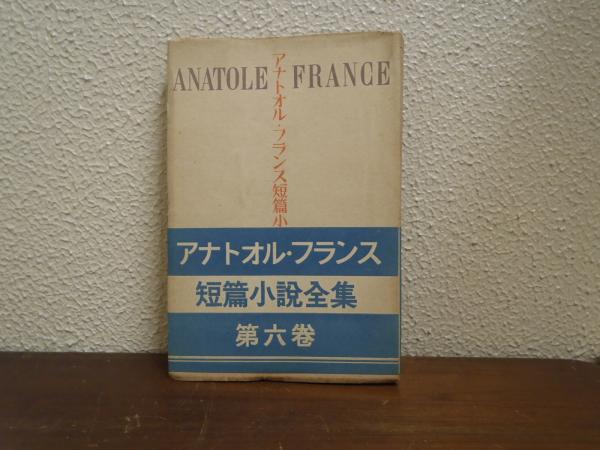 ANATOLE FRANCE
アナトオル・フランス短篇小
アナトオル・フランス
短篇小説全集
第六卷